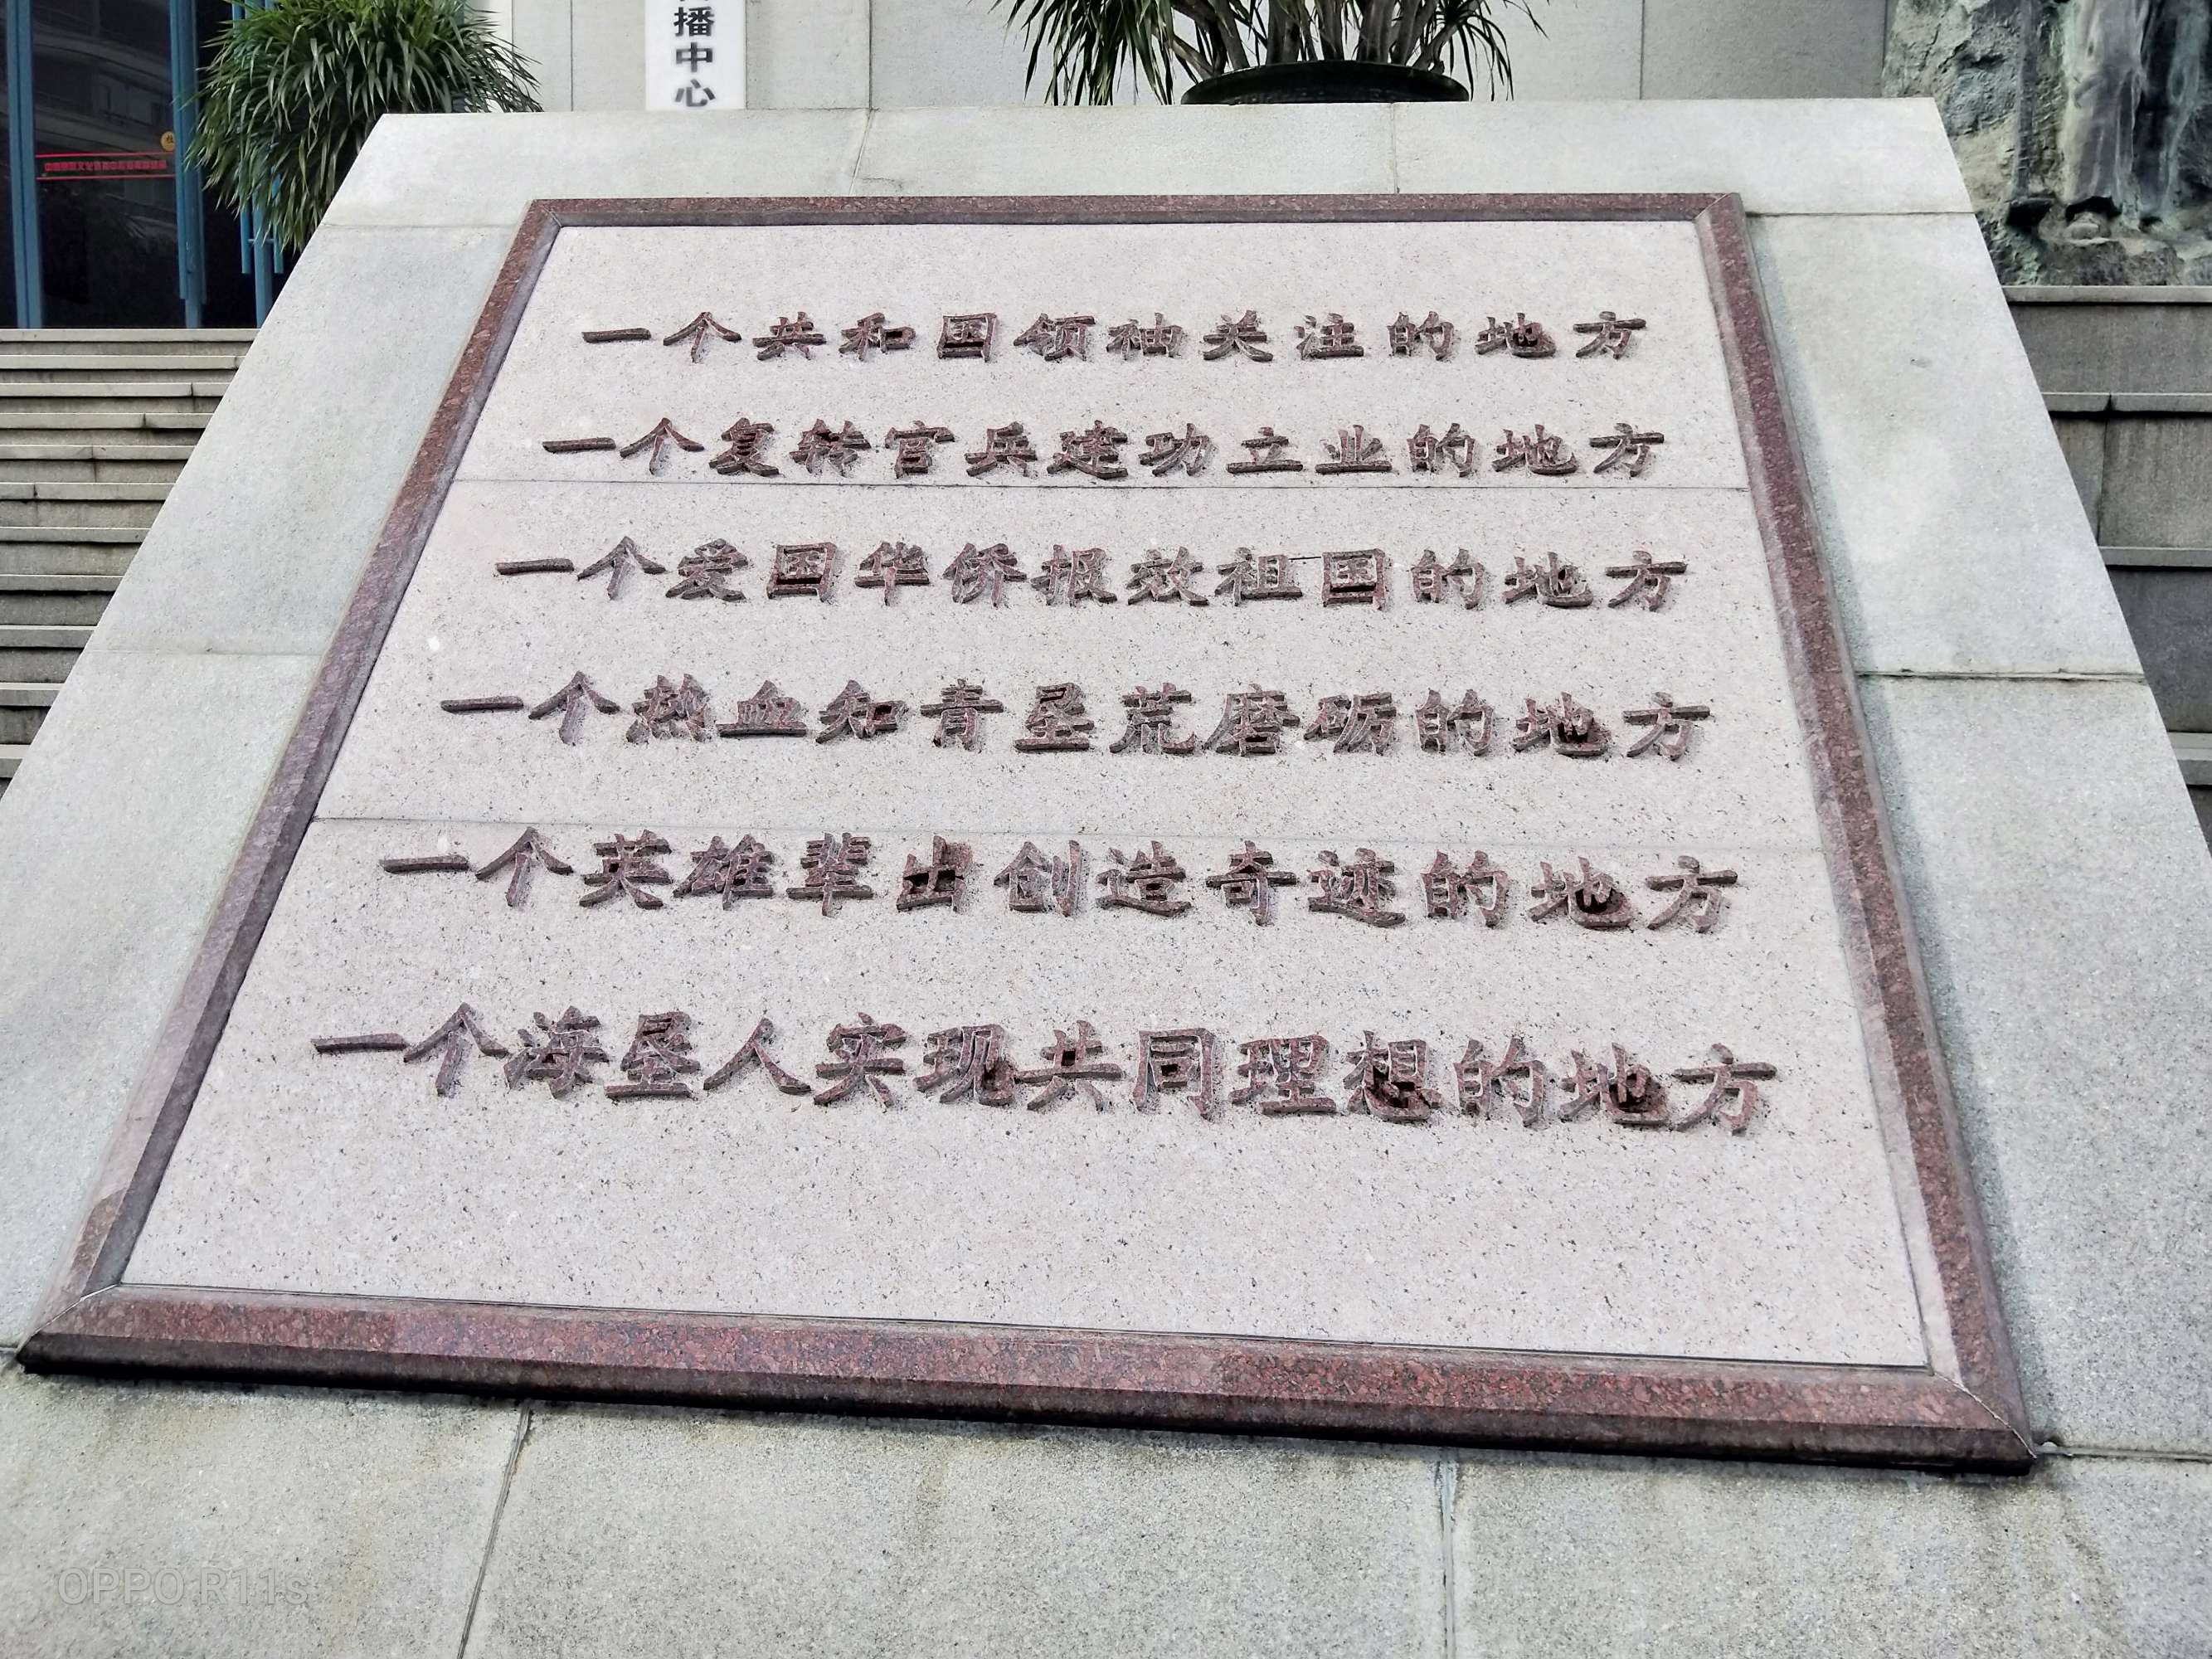 播中心
一个共和国领袖关注的地方
一个复转官兵建功立业的地方
一个爱国华侨报效祖国的地方
一个热血知青垦荒磨砺的地方
一个英雄辈出创造奇迹的地方
一个海垦人实现共同理想的地方
OPPO R11s